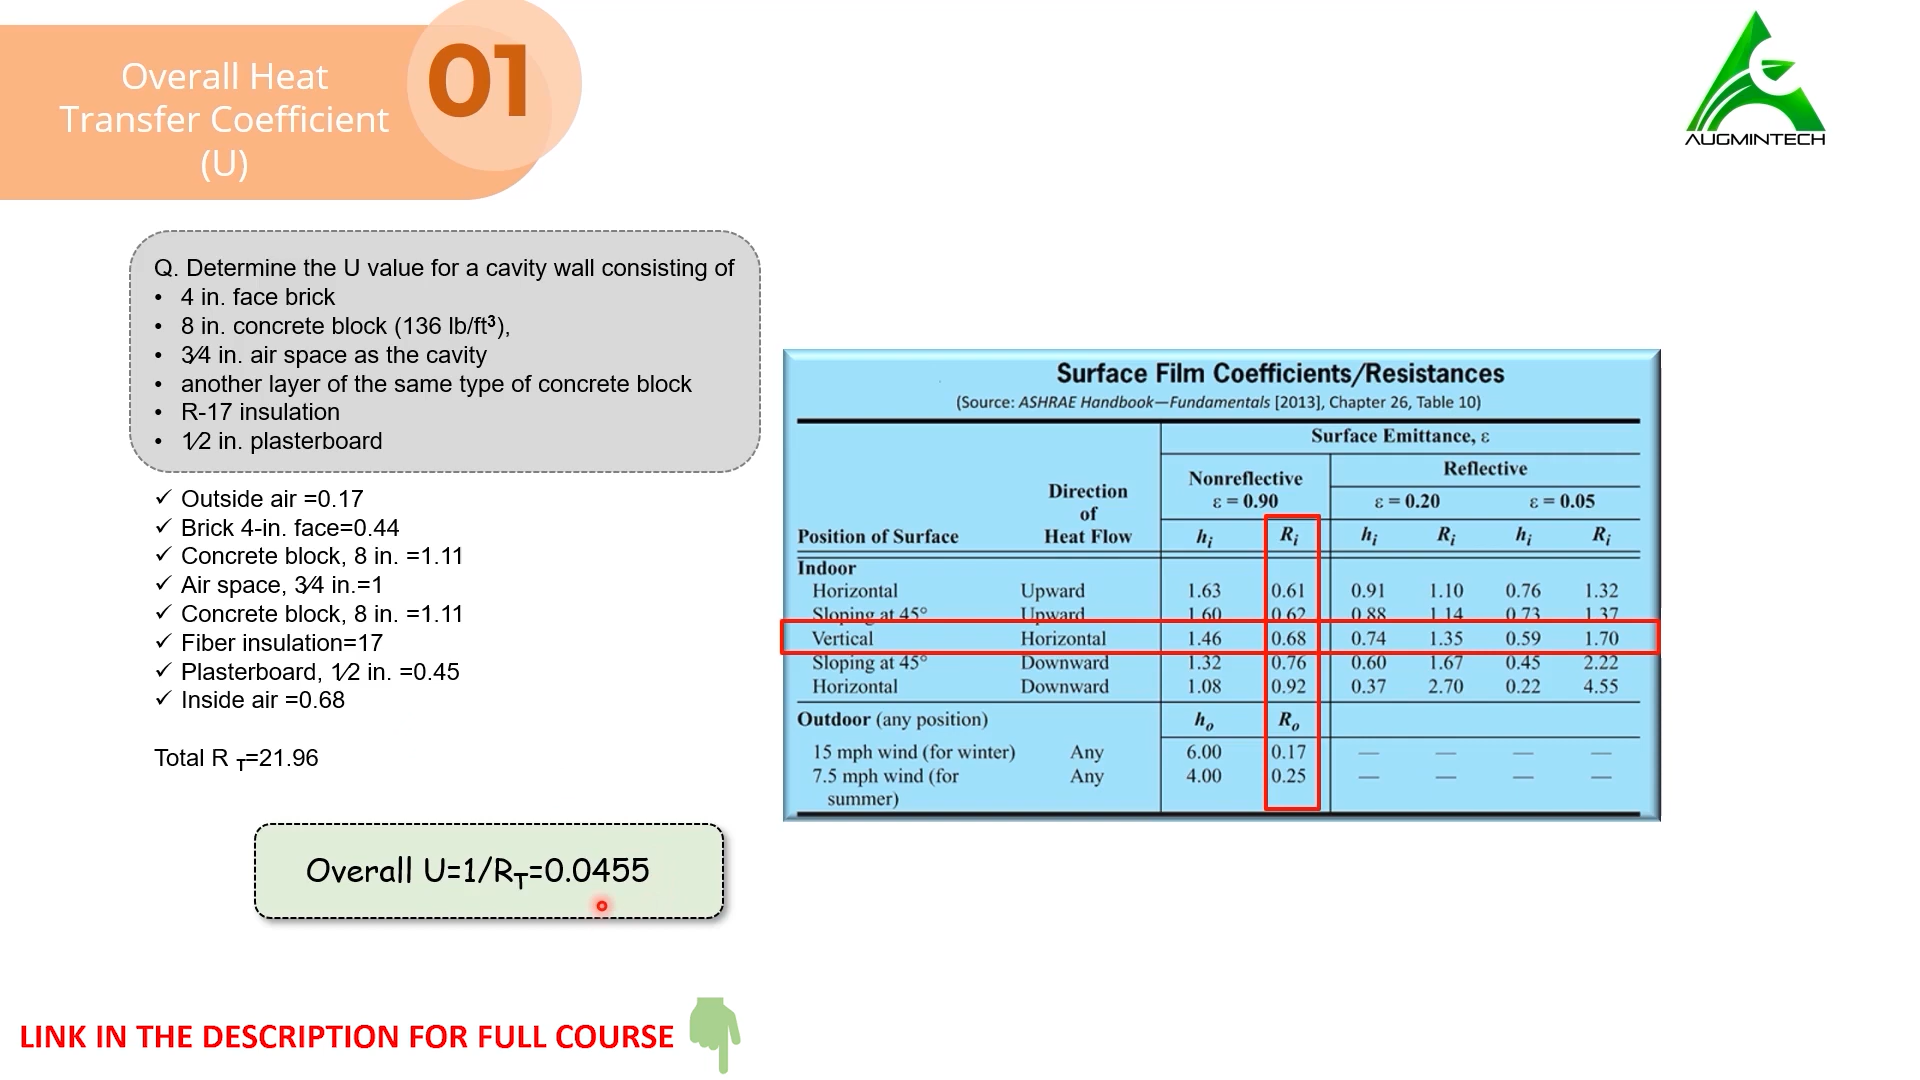 Overall Heat
Transfer Coefficient
(U)
01
AUGMINTECH
Q. Determine the U value for a cavity wall consisting of
• 4 in. face brick
• 8 in. concrete block (136 lb/ft³),
• 3⁄4 in. air space as the cavity
• another layer of the same type of concrete block
• R-17 insulation
• 1⁄2 in. plasterboard
✓ Outside air =0.17
✓ Brick 4-in. face=0.44
✓ Concrete block, 8 in. =1.11
✓ Air space, 3⁄4 in.=1
✓ Concrete block, 8 in. =1.11
✓ Fiber insulation=17
✓ Plasterboard, 1⁄2 in. =0.45
✓ Inside air =0.68
Total R T=21.96
Overall U=1/RT=0.0455
Surface Film Coefficients/Resistances
(Source: ASHRAE Handbook—Fundamentals [2013], Chapter 26, Table 10)
Surface Emittance, ε
Nonreflective Reflective
Direction ε = 0.90 ε = 0.20 ε = 0.05
of
Position of Surface Heat Flow hi Ri hi Ri hi Ri
Indoor
Horizontal Upward 1.63 0.61 0.91 1.10 0.76 1.32
Sloping at 45° Upward 1.60 0.62 0.88 1.14 0.73 1.37
Vertical Horizontal 1.46 0.68 0.74 1.35 0.59 1.70
Sloping at 45° Downward 1.32 0.76 0.60 1.67 0.45 2.22
Horizontal Downward 1.08 0.92 0.37 2.70 0.22 4.55
Outdoor (any position) ho Ro
15 mph wind (for winter) Any 6.00 0.17 — — — —
7.5 mph wind (for Any 4.00 0.25 — — — —
summer)
LINK IN THE DESCRIPTION FOR FULL COURSE